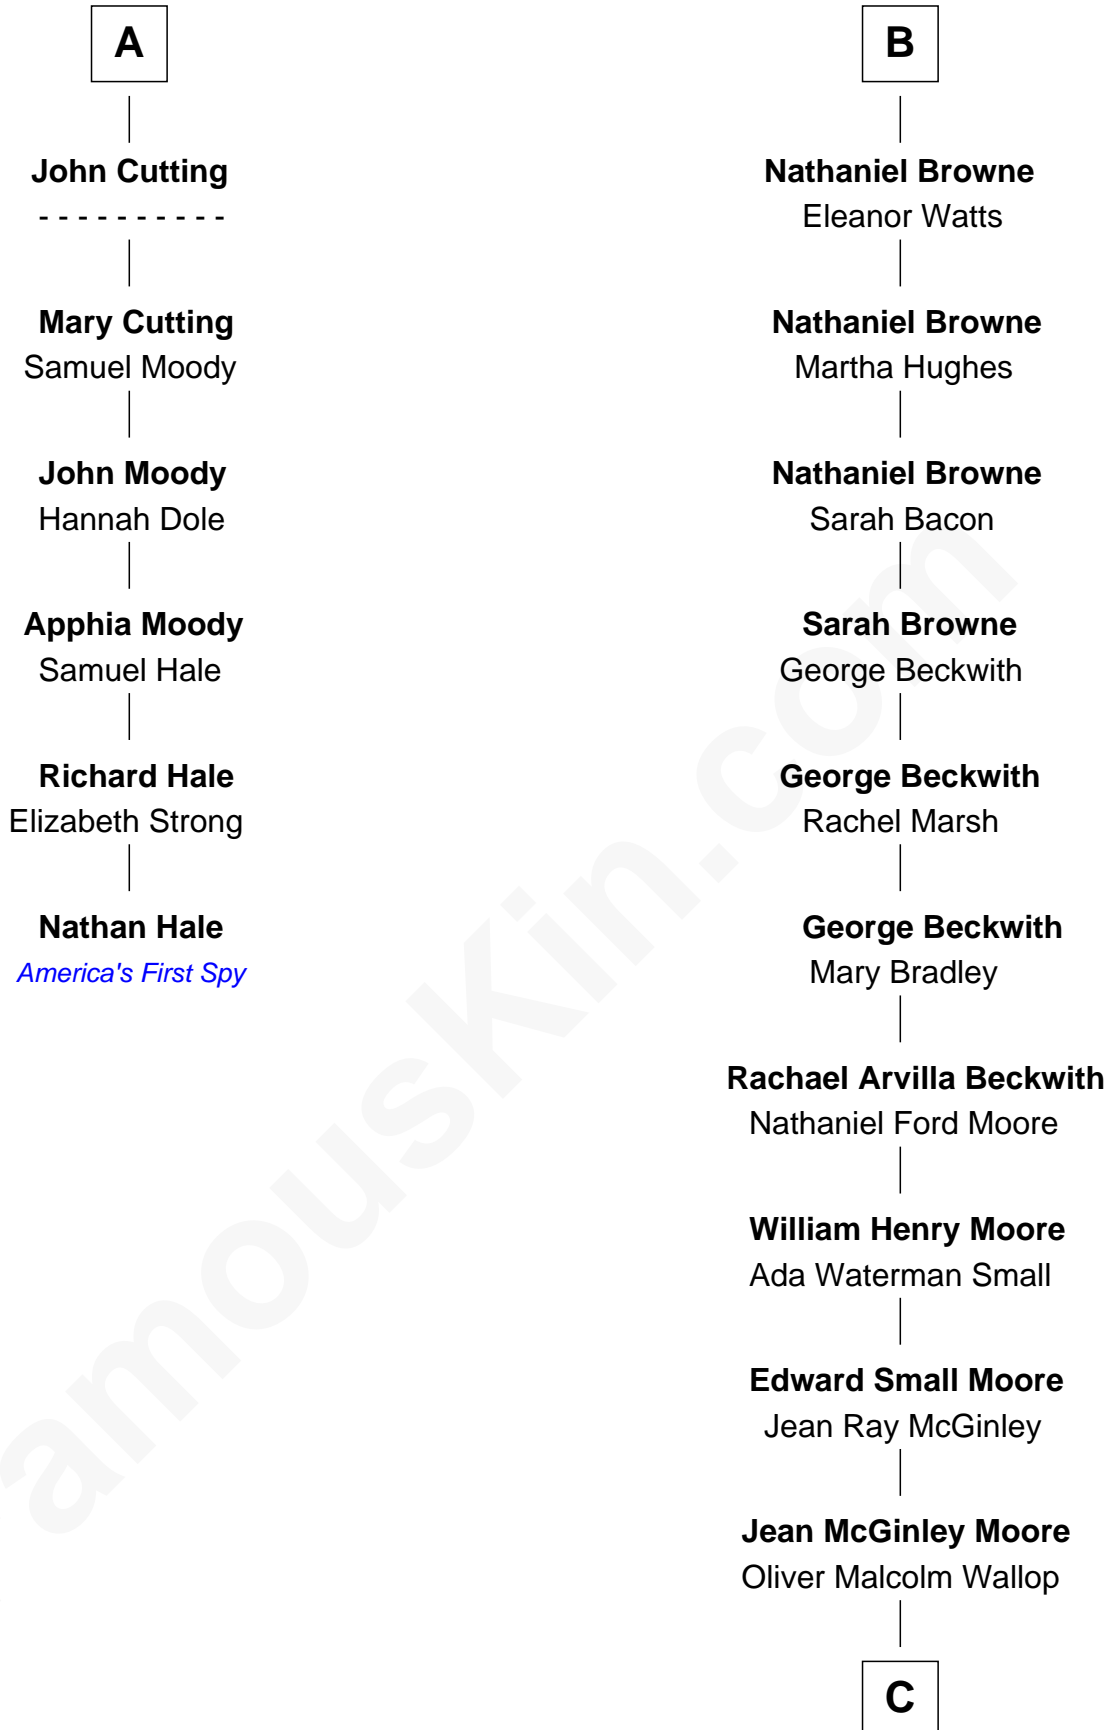 A
John Cutting
- - - - - - - - - -
Mary Cutting
Samuel Moody
John Moody
Hannah Dole
Apphia Moody
Samuel Hale
Richard Hale
Elizabeth Strong
Nathan Hale
America's First Spy
B
Nathaniel Browne
Eleanor Watts
Nathaniel Browne
Martha Hughes
Nathaniel Browne
Sarah Bacon
Sarah Browne
George Beckwith
George Beckwith
Rachel Marsh
George Beckwith
Mary Bradley
Rachael Arvilla Beckwith
Nathaniel Ford Moore
William Henry Moore
Ada Waterman Small
Edward Small Moore
Jean Ray McGinley
Jean McGinley Moore
Oliver Malcolm Wallop
C
amousKin.com